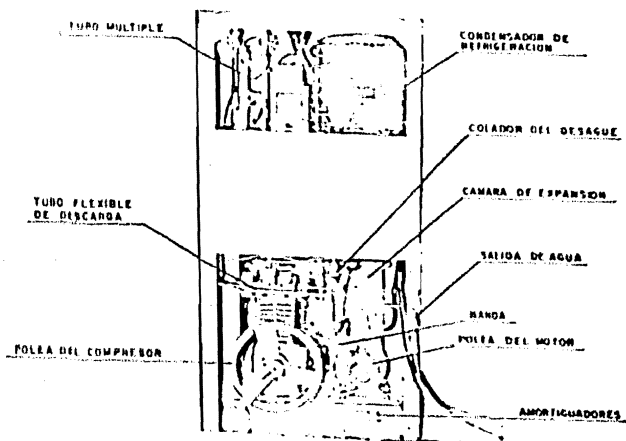 TUBO MULTIPLE
CONDENSADOR DE
REFRIGERACION
COLADOR DEL DESAGUE
CAMARA DE EXPANSION
TUBO FLEXIBLE
DE DESCARGA
SALIDA DE AGUA
BANDA
POLEA DEL MOTOR
POLEA DEL COMPRESOR
AMORTIGUADORES